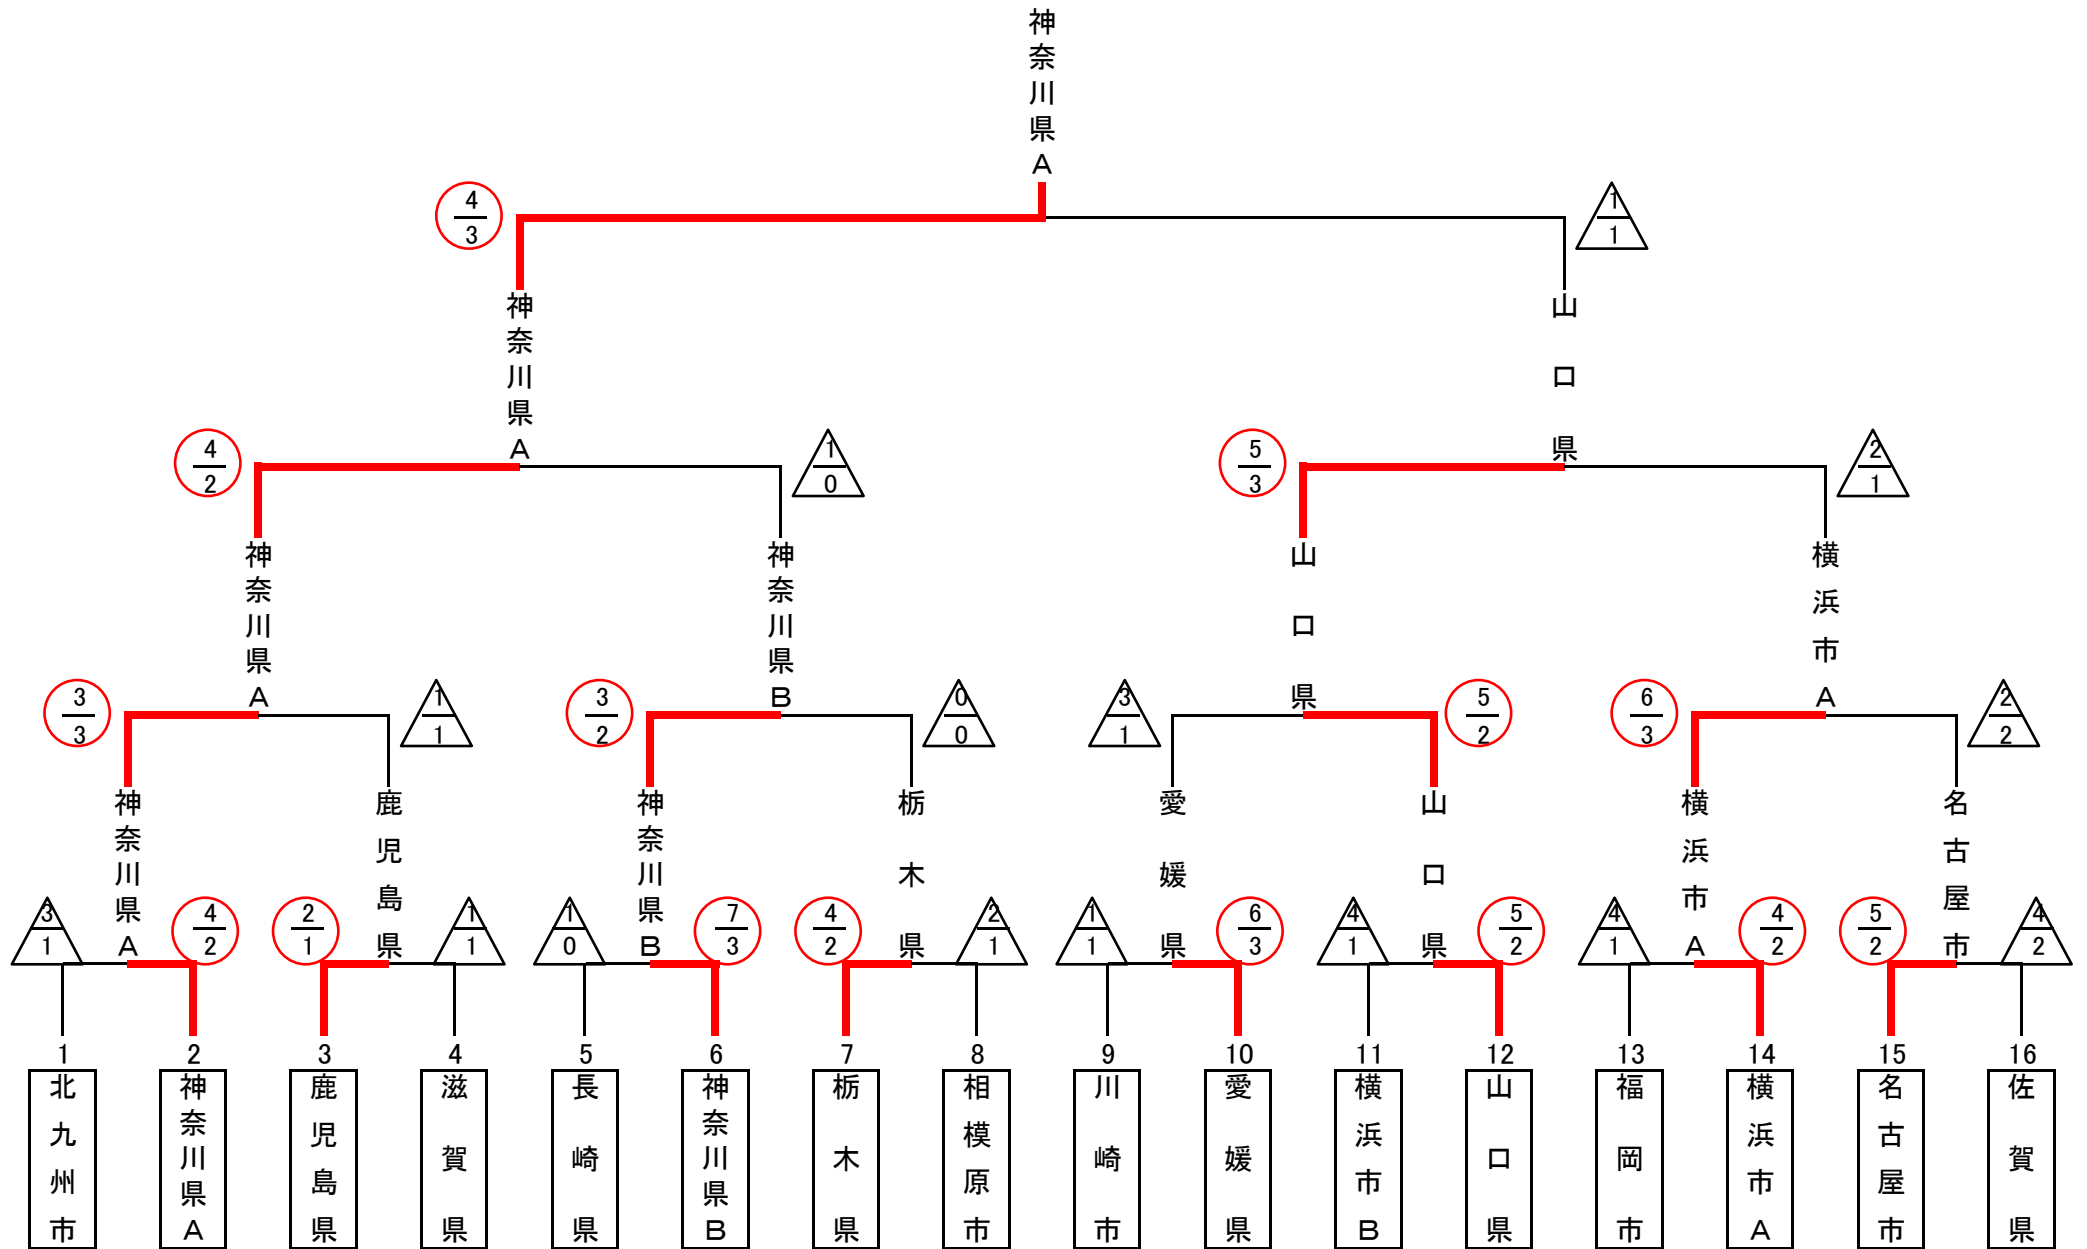 神奈川県A
4/3
1/1
神奈川県A
山口県
4/2
1/0
5/3
2/1
神奈川県A
神奈川県B
山口県
横浜市A
3/3
1/1
3/2
0/0
3/1
5/2
6/3
2/2
神奈川県A
鹿児島県
神奈川県B
栃木県
愛媛県
山口県
横浜市A
名古屋市
3/1
4/2
2/1
1/1
1/0
7/3
4/2
2/1
1/1
6/3
4/1
5/2
4/1
4/2
5/2
4/2
1 2 3 4 5 6 7 8 9 10 11 12 13 14 15 16
北九州市
神奈川県A
鹿児島県
滋賀県
長崎県
神奈川県B
栃木県
相模原市
川崎市
愛媛県
横浜市B
山口県
福岡市
横浜市A
名古屋市
佐賀県